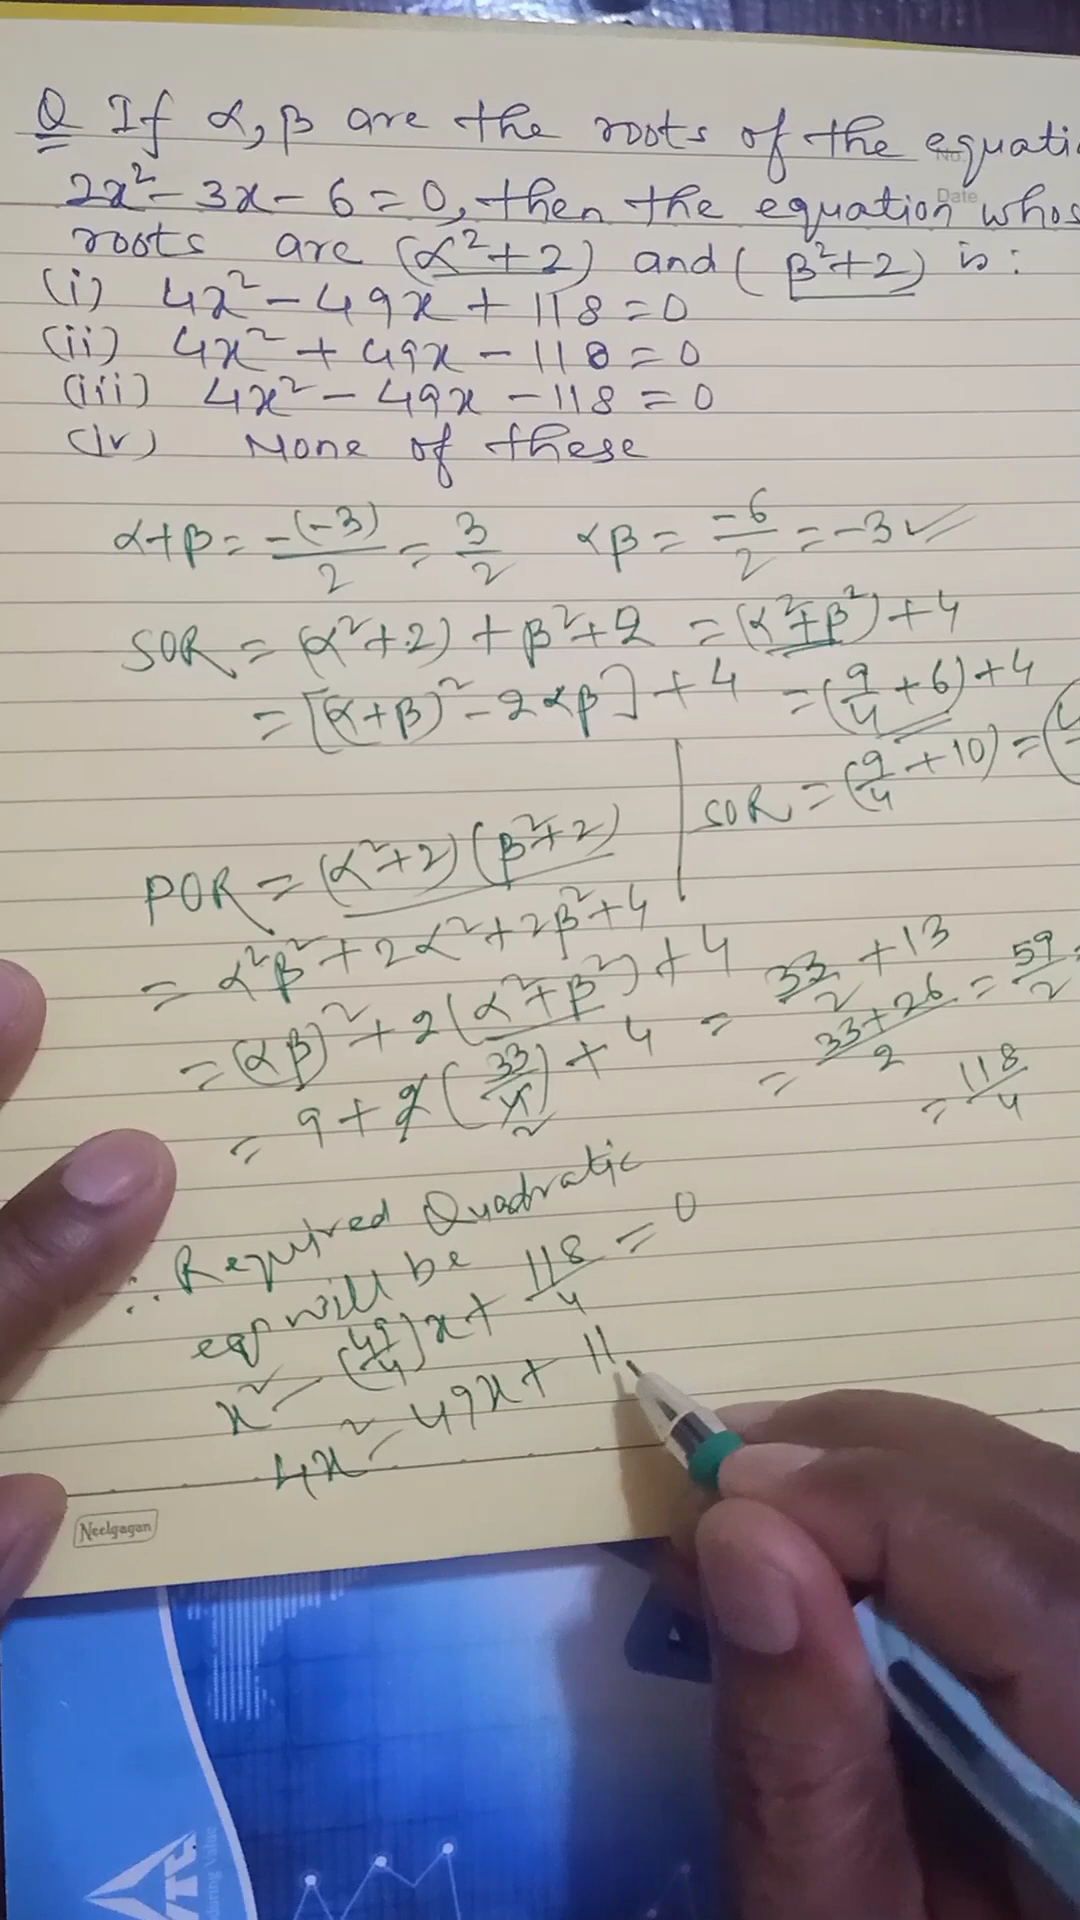 Q If α, β are the roots of the equati
2x² - 3x - 6 = 0, then the equation whos
roots are (α²+2) and (β²+2) is:
(i) 4x² - 49x + 118 = 0
(ii) 4x² + 49x - 118 = 0
(iii) 4x² - 49x - 118 = 0
(iv) None of these
Date
α+β = -(-3)/2 = 3/2 αβ = -6/2 = -3 ✓
SOR = (α²+2) + β²+2 = (α²+β²)+4
= [(α+β)² - 2αβ] + 4 = (9/4 + 6)+4
SOR = (9/4 + 10) = (
POR = (α²+2)(β²+2)
= α²β² + 2α² + 2β² + 4
= (αβ)² + 2(α²+β²) + 4
= 9 + 2(33/4) + 4 = 33/2 + 13
2
= 33+26/2 = 59/2 =
= 118/4
∴ Required Quadratic
eqn will be
x² - (49/4)x + 118/4 = 0
4x² - 49x + 11
Neelgagan
during Value